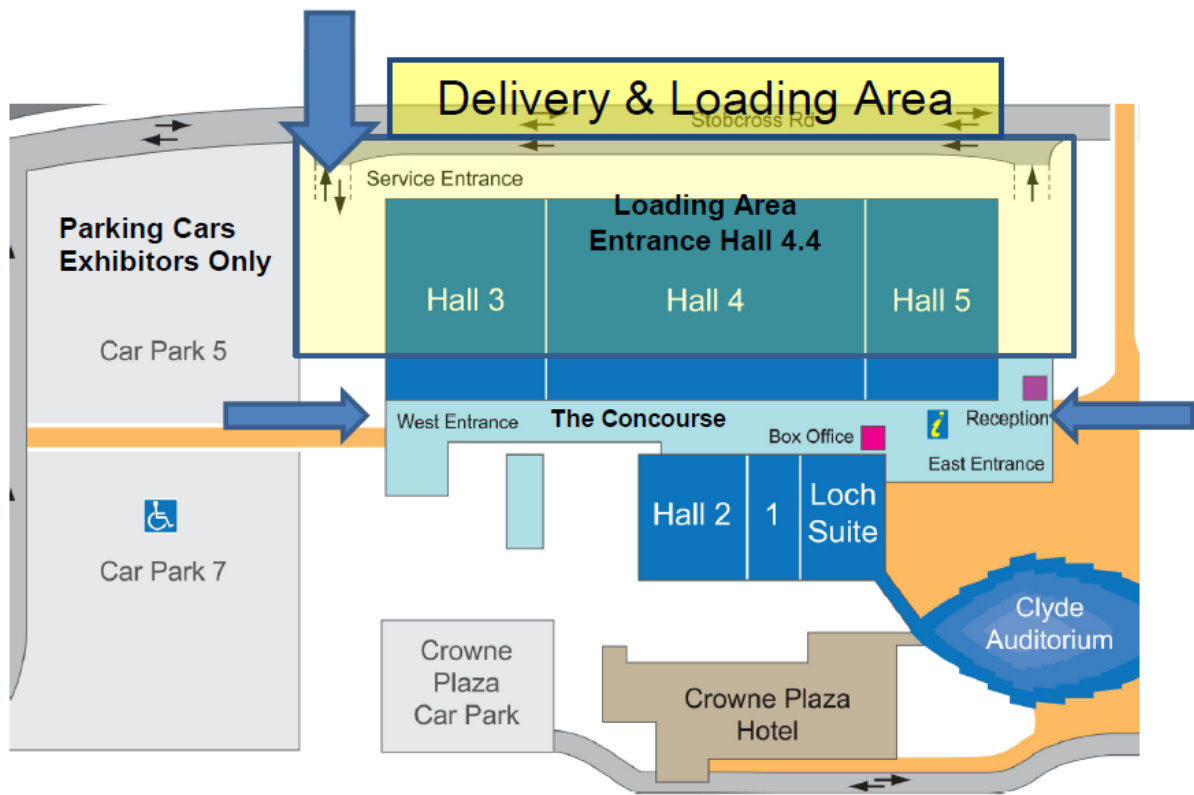 Delivery & Loading Area
Stobcross Rd
Service Entrance
Loading Area
Entrance Hall 4.4
Parking Cars
Exhibitors Only
Hall 3
Hall 4
Hall 5
Car Park 5
West Entrance
The Concourse
Box Office
i
Reception
East Entrance
Hall 2
1
Loch
Suite
Car Park 7
Clyde
Auditorium
Crowne
Plaza
Car Park
Crowne Plaza
Hotel